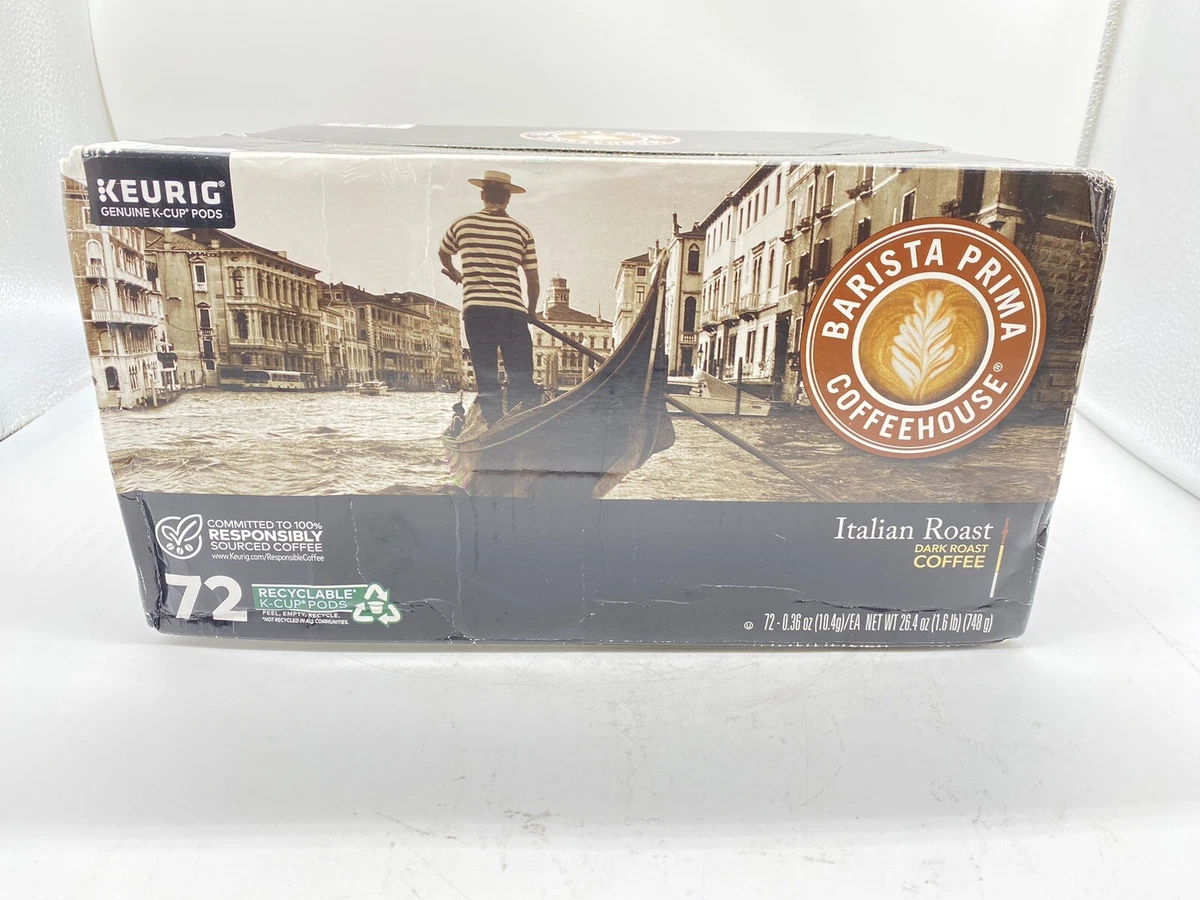 KEURIG®
GENUINE K-CUP® PODS
BARISTA PRIMA
COFFEEHOUSE®
COMMITTED TO 100%
RESPONSIBLY
SOURCED COFFEE
www.Keurig.com/ResponsibleCoffee
Italian Roast
DARK ROAST
COFFEE
72
RECYCLABLE*
K-CUP® PODS
PEEL, EMPTY, RECYCLE.
*NOT RECYCLED IN ALL COMMUNITIES.
72 - 0.36 oz (10.4g)/EA NET WT 26.4 oz (1.6 lb) (748 g)